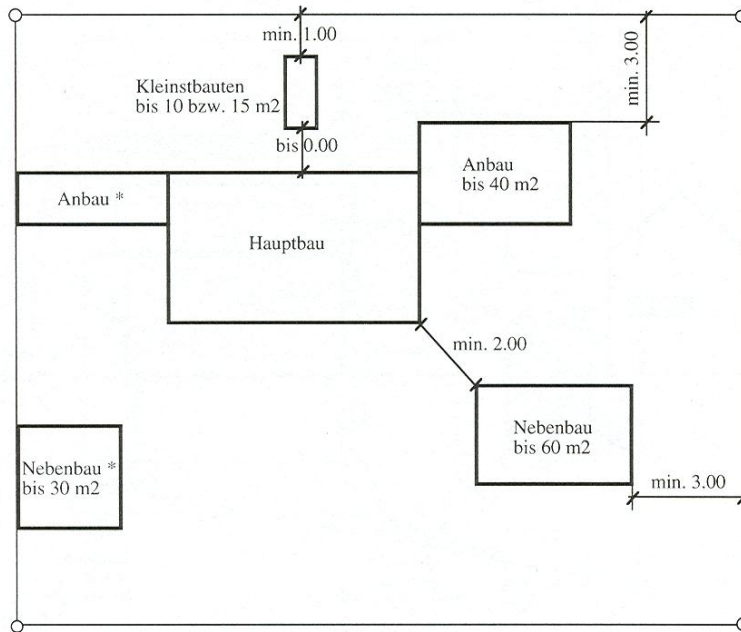 min. 1.00
min. 3.00
Kleinstbauten
bis 10 bzw. 15 m2
bis 0.00
Anbau
bis 40 m2
Anbau *
Hauptbau
min. 2.00
Nebenbau
bis 60 m2
Nebenbau *
bis 30 m2
min. 3.00